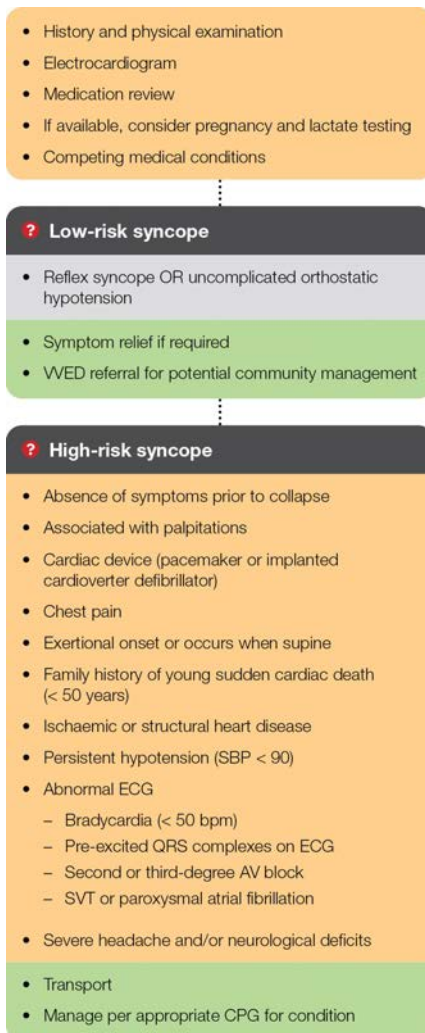 • History and physical examination
• Electrocardiogram
• Medication review
• If available, consider pregnancy and lactate testing
• Competing medical conditions
? Low-risk syncope
• Reflex syncope OR uncomplicated orthostatic
hypotension
• Symptom relief if required
• VVED referral for potential community management
? High-risk syncope
• Absence of symptoms prior to collapse
• Associated with palpitations
• Cardiac device (pacemaker or implanted
cardioverter defibrillator)
• Chest pain
• Exertional onset or occurs when supine
• Family history of young sudden cardiac death
(< 50 years)
• Ischaemic or structural heart disease
• Persistent hypotension (SBP < 90)
• Abnormal ECG
– Bradycardia (< 50 bpm)
– Pre-excited QRS complexes on ECG
– Second or third-degree AV block
– SVT or paroxysmal atrial fibrillation
• Severe headache and/or neurological deficits
• Transport
• Manage per appropriate CPG for condition